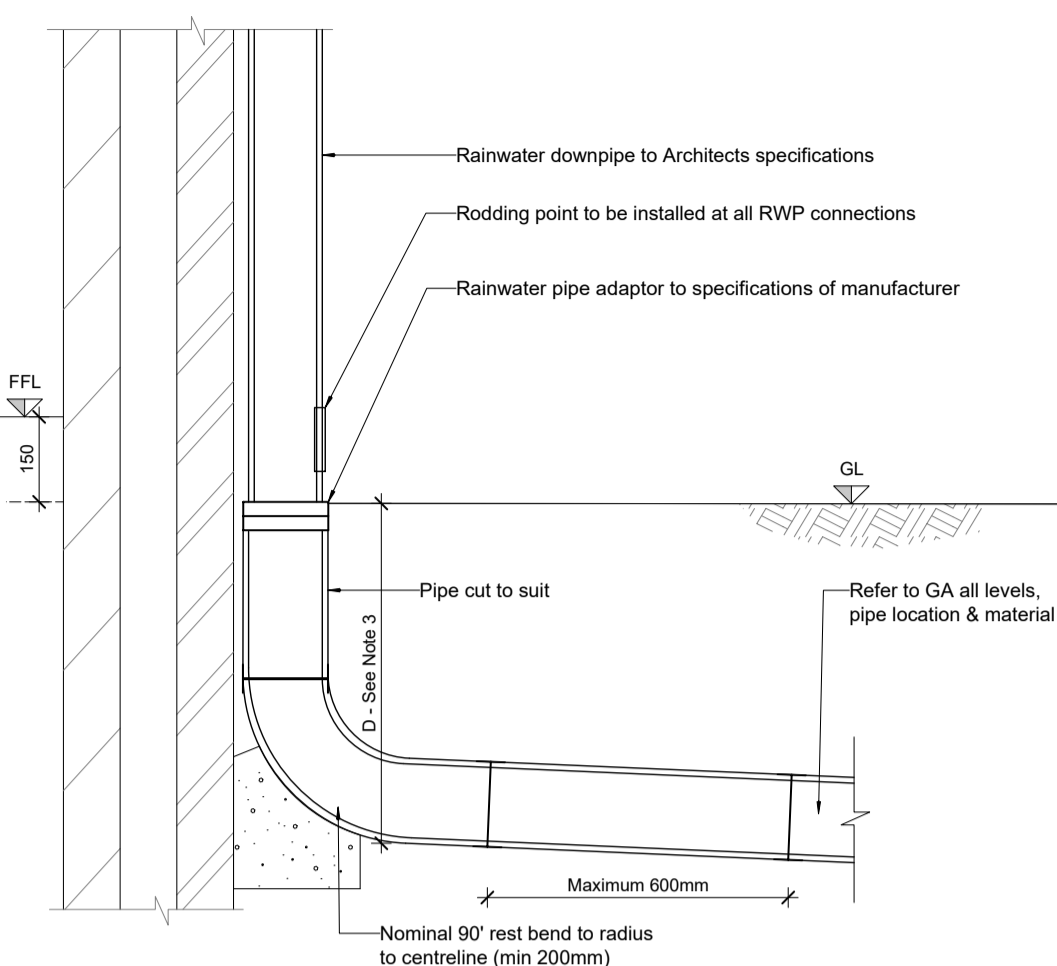 Rainwater downpipe to Architects specifications
Rodding point to be installed at all RWP connections
Rainwater pipe adaptor to specifications of manufacturer
FFL
150
GL
Pipe cut to suit
Refer to GA all levels,
pipe location & material
D - See Note 3
Maximum 600mm
Nominal 90' rest bend to radius
to centreline (min 200mm)